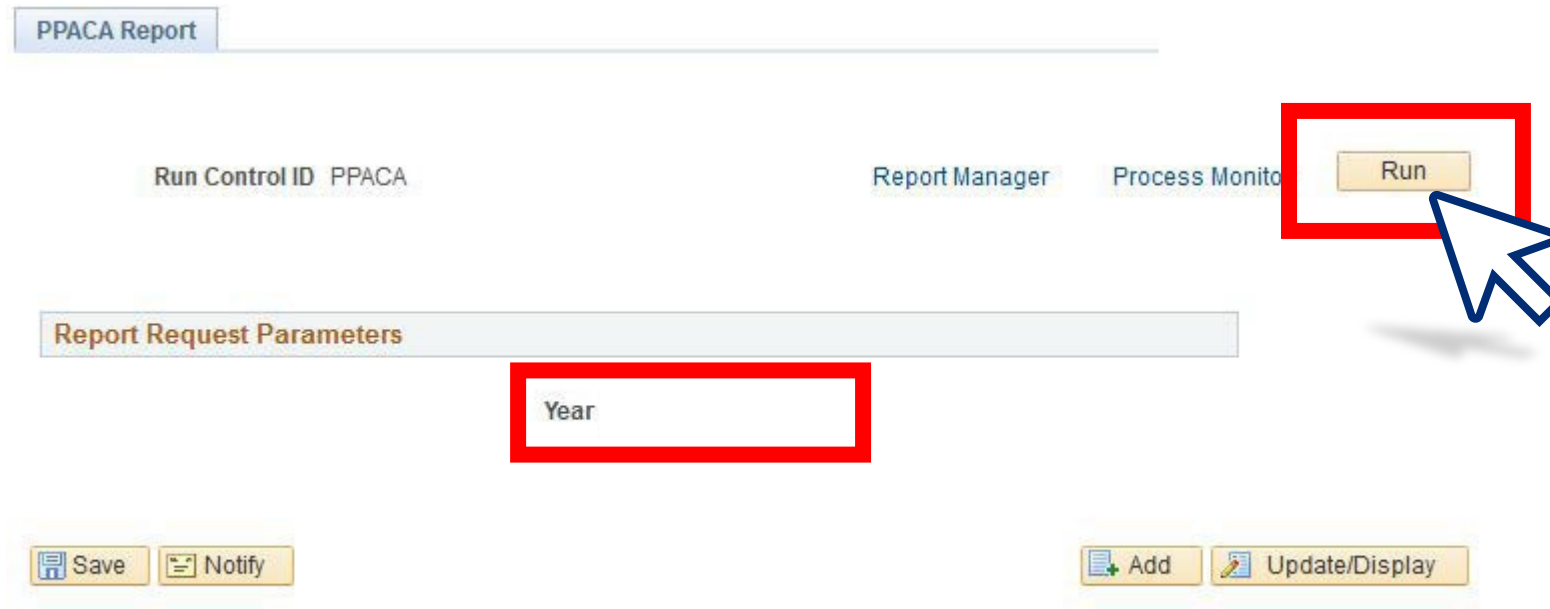 PPACA Report
Run Control ID PPACA Report Manager Process Monito Run
Report Request Parameters
Year
Save Notify Add Update/Display